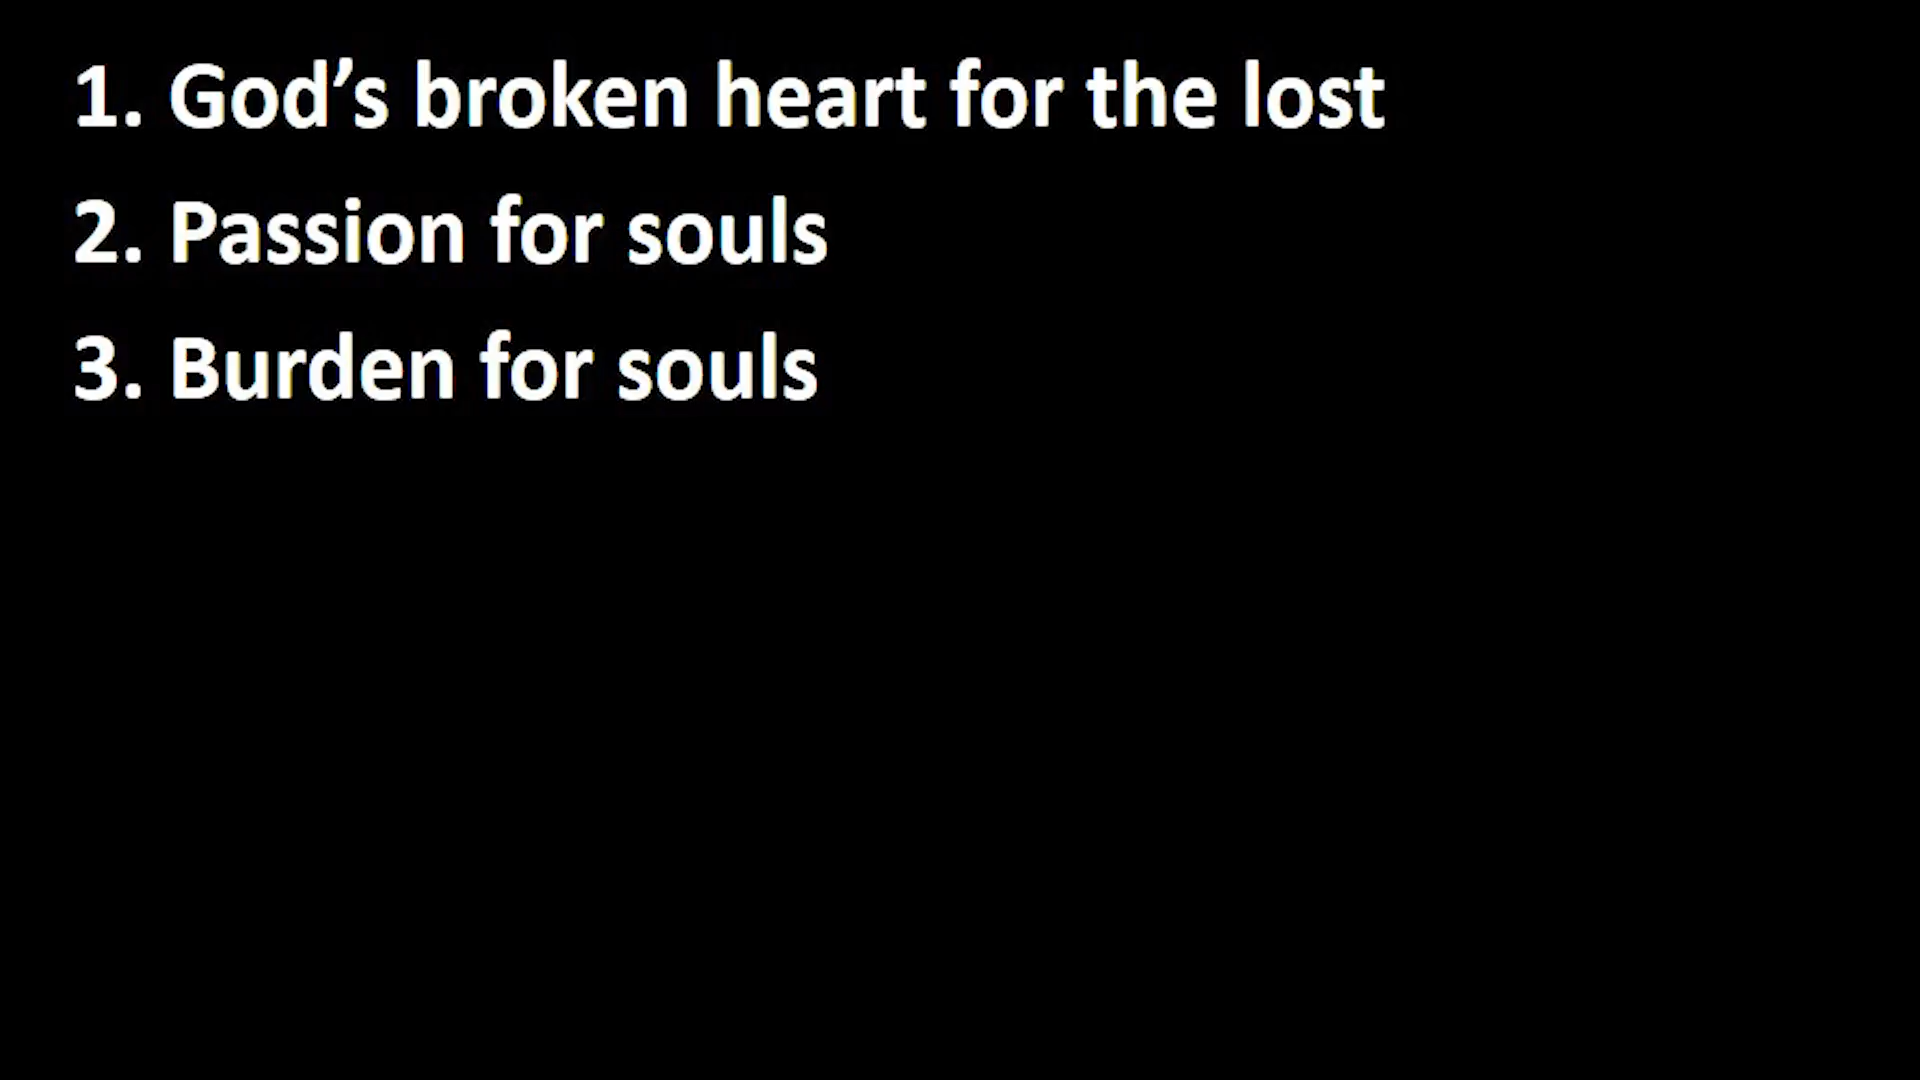 1. God’s broken heart for the lost
2. Passion for souls
3. Burden for souls